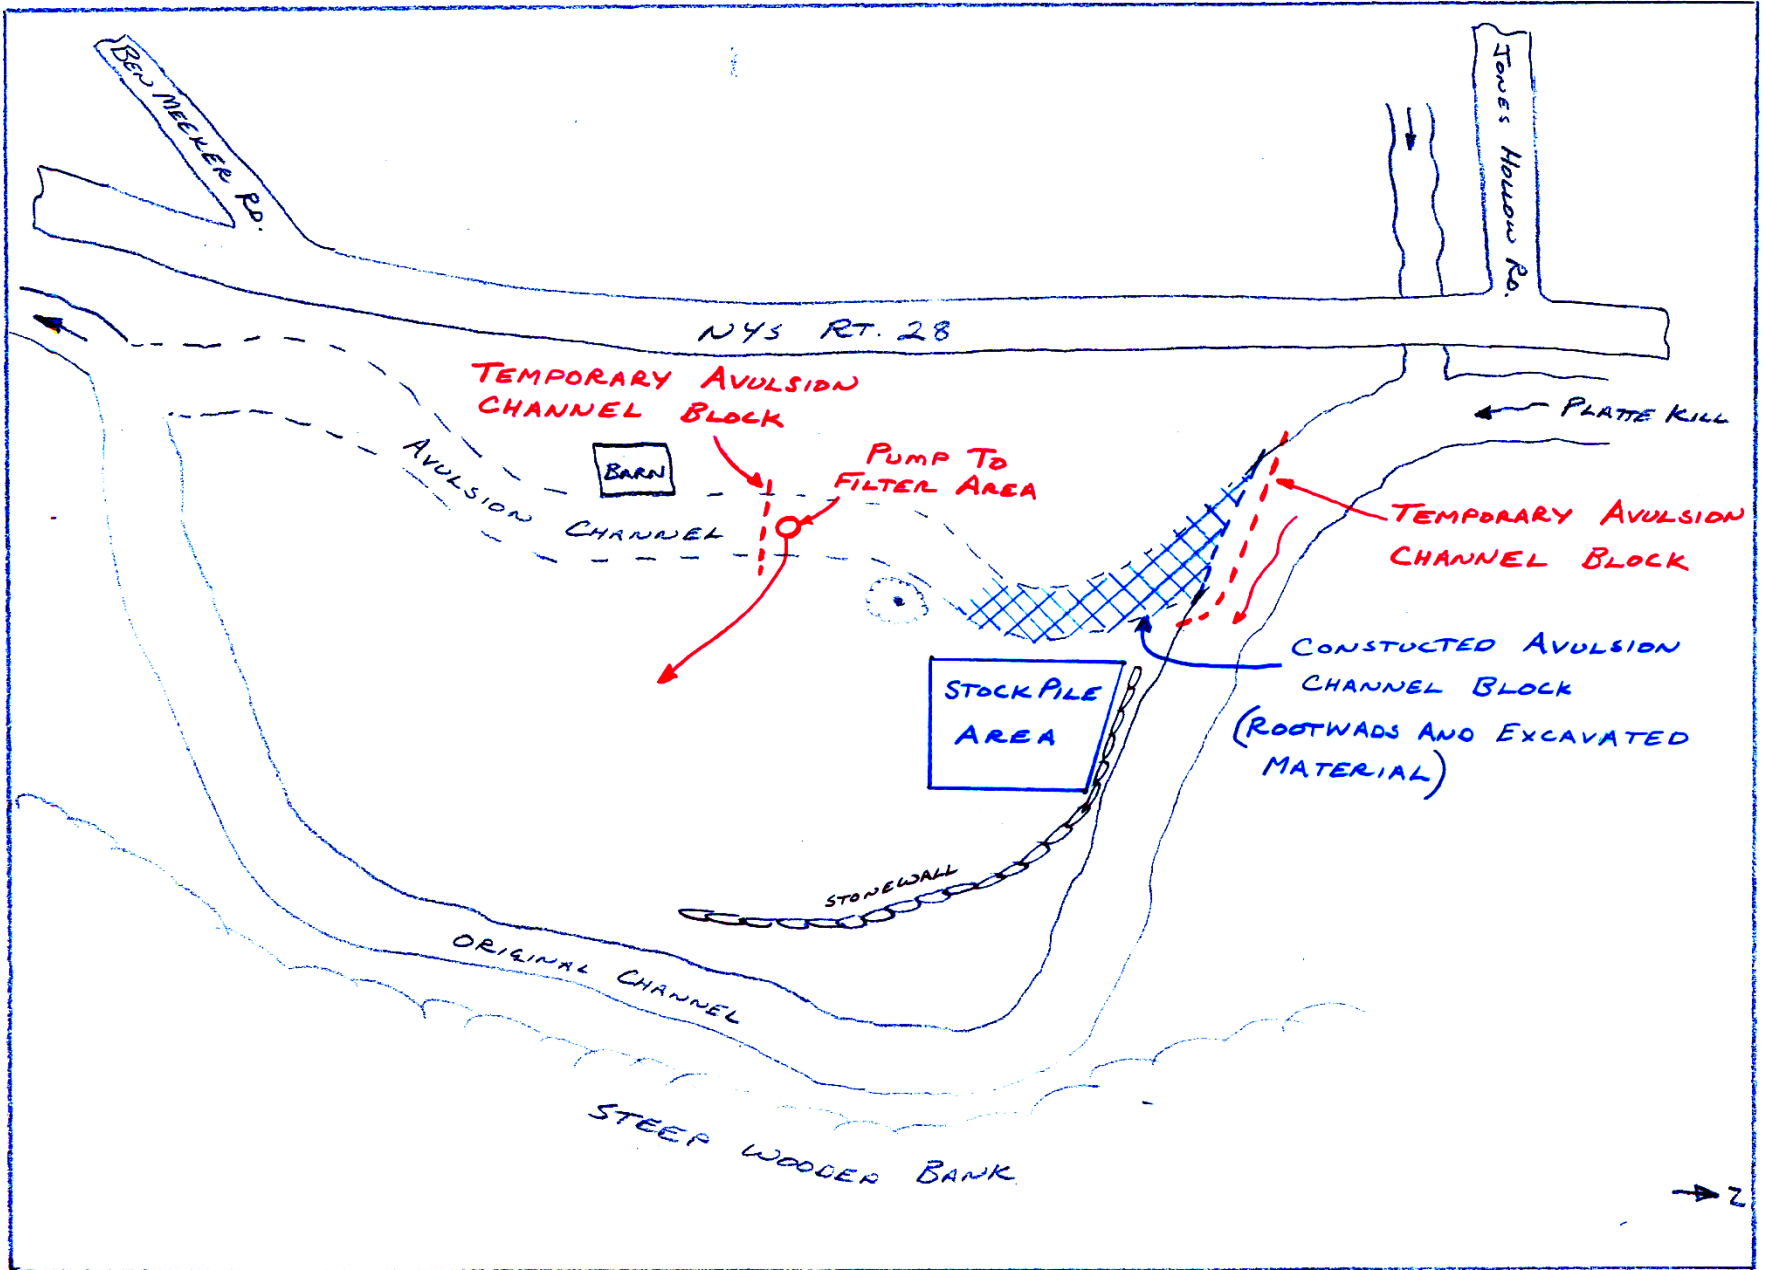 BEN MEEKER RD.
JONES HOLLOW RD.
NYS RT. 28
TEMPORARY AVULSION
CHANNEL BLOCK
PLATTE KILL
BARN
PUMP TO
FILTER AREA
AVULSION CHANNEL
TEMPORARY AVULSION
CHANNEL BLOCK
CONSTUCTED AVULSION
CHANNEL BLOCK
(ROOTWADS AND EXCAVATED
MATERIAL)
STOCKPILE
AREA
STONEWALL
ORIGINAL CHANNEL
STEEP WOODED BANK
N